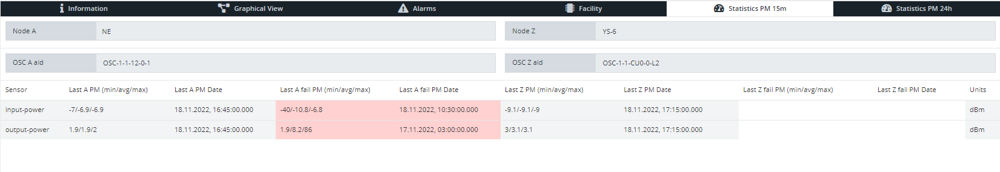 Information Graphical View Alarms Facility Statistics PM 15m Statistics PM 24h
Node A NE Node Z YS-6
OSC A aid OSC-1-1-12-0-1 OSC Z aid OSC-1-1-CU0-0-L2
Sensor Last A PM (min/avg/max) Last A PM Date Last A fail PM (min/avg/max) Last A fail PM Date Last Z PM (min/avg/max) Last Z PM Date Last Z fail PM (min/avg/max) Last Z fail PM Date Units
input-power -7/-6.9/-6.9 18.11.2022, 16:45:00.000 -40/-10.8/-6.8 18.11.2022, 10:30:00.000 -9.1/-9.1/-9 18.11.2022, 17:15:00.000 dBm
output-power 1.9/1.9/2 18.11.2022, 16:45:00.000 1.9/8.2/86 17.11.2022, 03:00:00.000 3/3.1/3.1 18.11.2022, 17:15:00.000 dBm